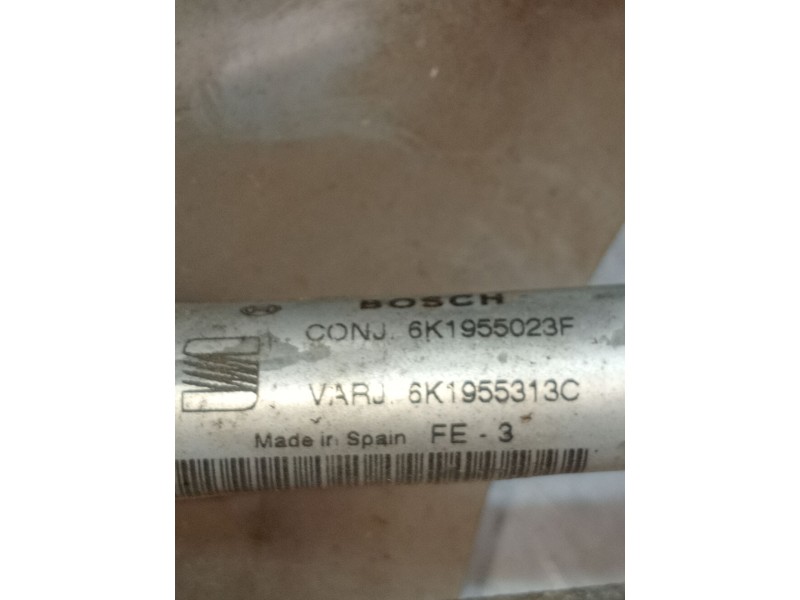 BOSCH
CONJ. 6K1955023F
VARJ. 6K1955313C
Made in Spain FE - 3